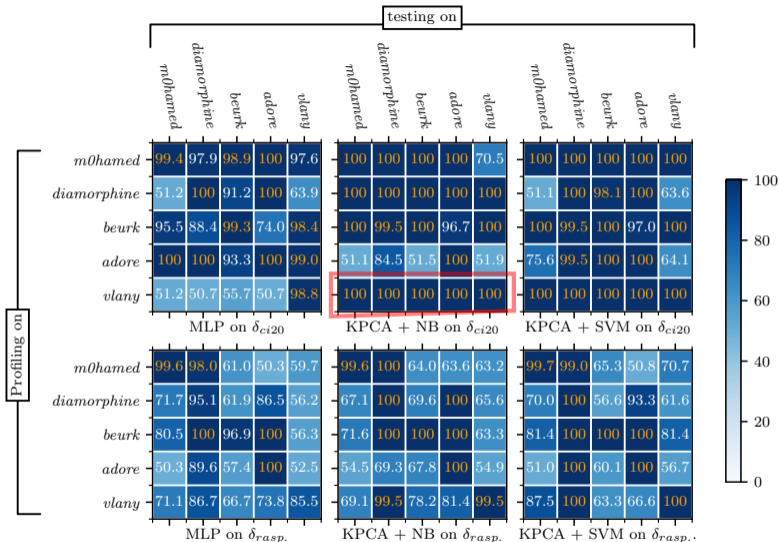 testing on
m0hamed diamorphine beurk adore vlany m0hamed diamorphine beurk adore vlany m0hamed diamorphine beurk adore vlany
m0hamed 99.4 97.9 98.9 100 97.6 100 100 100 100 70.5 100 100 100 100 100
diamorphine 51.2 100 91.2 100 63.9 100 100 100 100 100 51.1 100 98.1 100 63.6
beurk 95.5 88.4 99.3 74.0 98.4 100 99.5 100 96.7 100 100 99.5 100 97.0 100
adore 100 100 93.3 100 99.0 51.1 84.5 51.5 100 51.9 75.6 99.5 100 100 64.1
vlany 51.2 50.7 55.7 50.7 98.8 100 100 100 100 100 100 100 100 100 100
MLP on δci20 KPCA + NB on δci20 KPCA + SVM on δci20
Profiling on
m0hamed 99.6 98.0 61.0 50.3 59.7 99.6 100 64.0 63.6 63.2 99.7 99.0 65.3 50.8 70.7
diamorphine 71.7 95.1 61.9 86.5 56.2 67.1 100 69.6 100 65.6 70.0 100 56.6 93.3 61.6
beurk 80.5 100 96.9 100 56.3 71.6 100 100 100 63.3 81.4 100 100 100 81.4
adore 50.3 89.6 57.4 100 52.5 54.5 69.3 67.8 100 54.9 51.0 100 60.1 100 56.7
vlany 71.1 86.7 66.7 73.8 85.5 69.1 99.5 78.2 81.4 99.5 87.5 100 63.3 66.6 100
MLP on δrasp. KPCA + NB on δrasp. KPCA + SVM on δrasp..
100
80
60
40
20
0